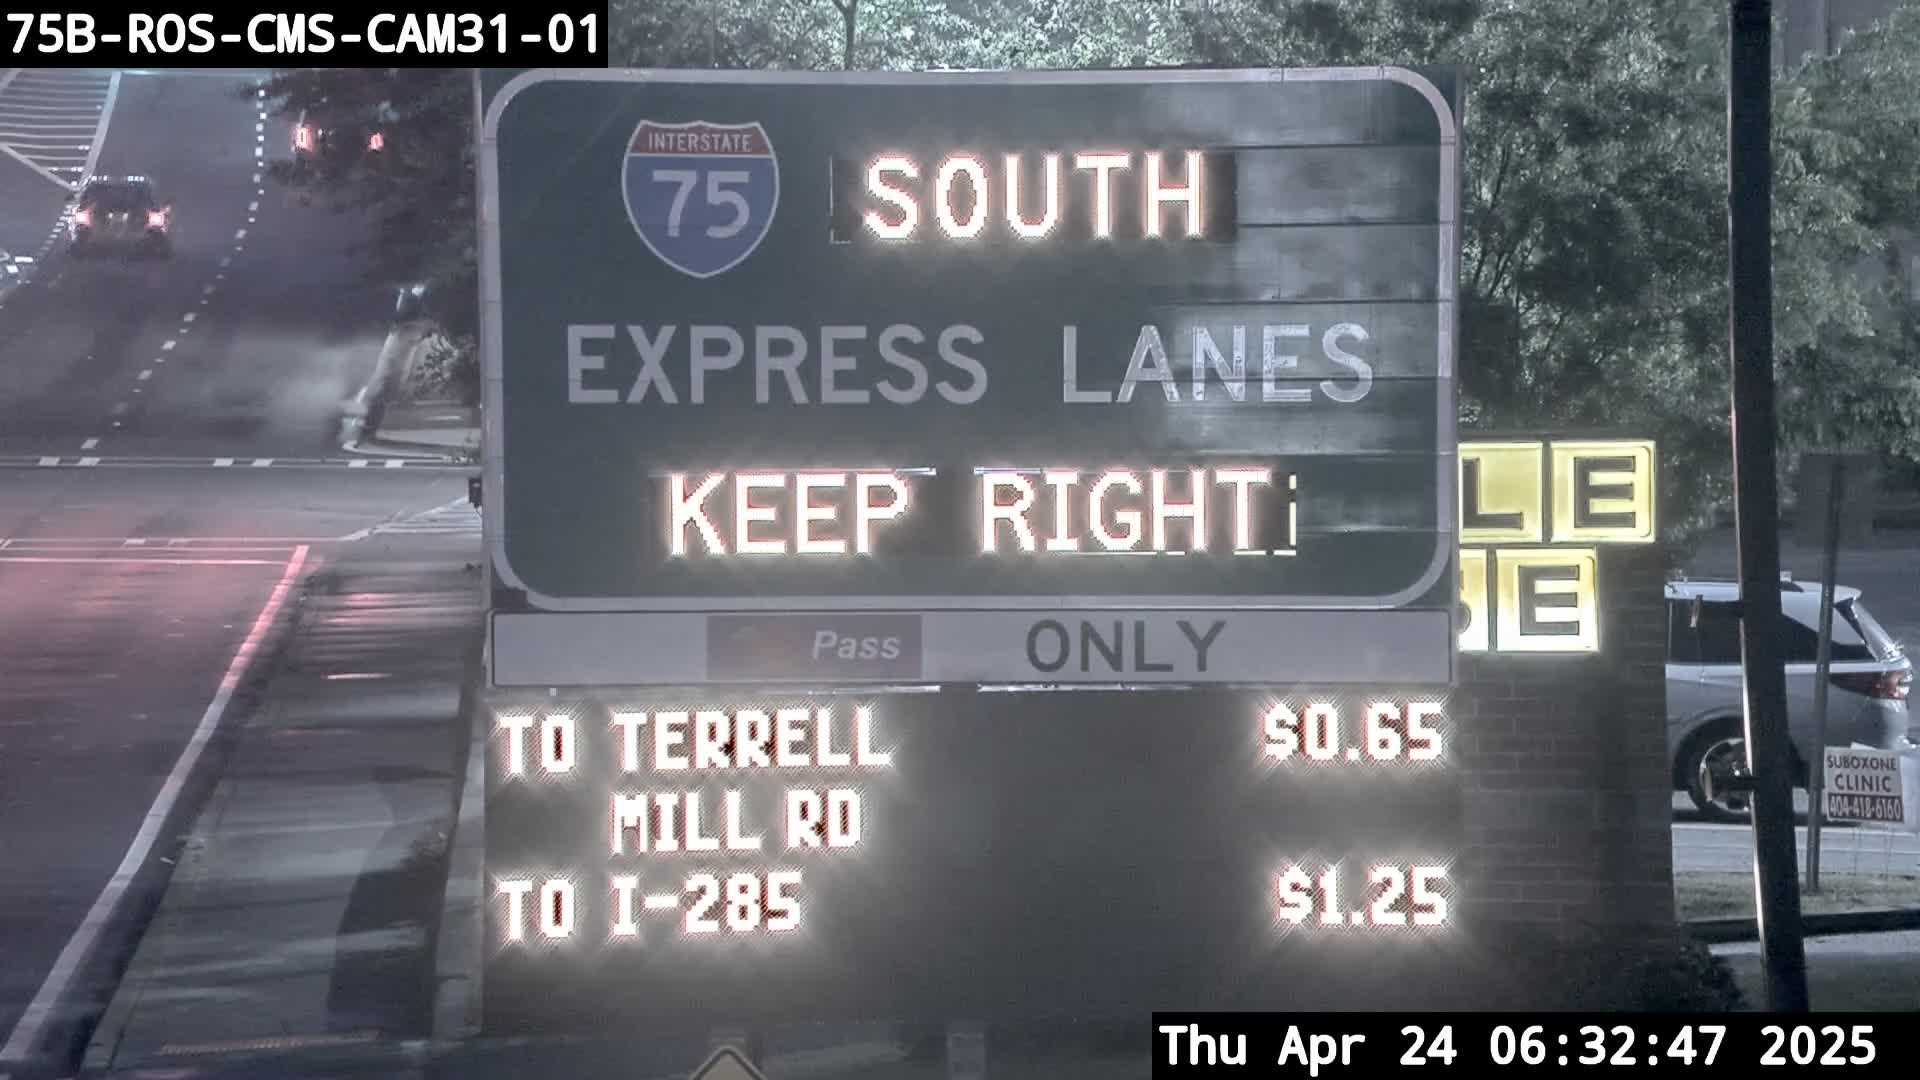 75B-ROS-CMS-CAM31-01
INTERSTATE
75
SOUTH
EXPRESS LANES
KEEP RIGHT
Pass ONLY
TO TERRELL $0.65
MILL RD
TO I-285 $1.25
LE
E
SUBOXONE
CLINIC
404-418-6160
Thu Apr 24 06:32:47 2025